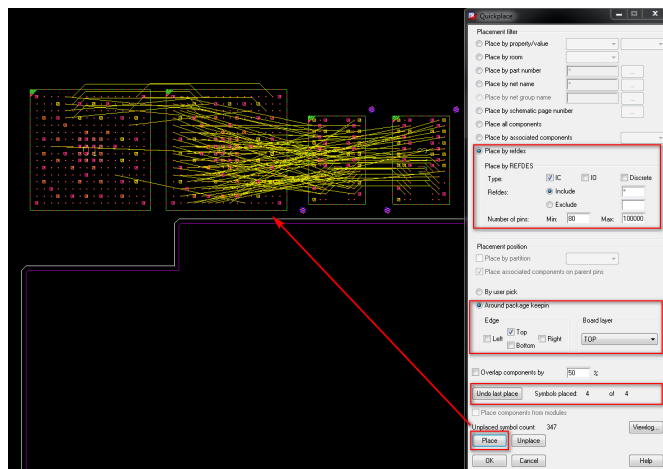 Quickplace
Placement filter
Place by property/value
Place by room
Place by part number * ...
Place by net name * ...
Place by net group name ...
Place by schematic page number ...
Place all components
Place by associated components
Place by refdes
Place by REFDES
Type: IC IO Discrete
Refdes: Include *
Exclude
Number of pins: Min: 80 Max: 100000
Placement position
Place by partition
Place associated components on parent pins
By user pick
Around package keepin
Edge Board layer
Top
Left Right TOP
Bottom
Overlap components by 50 %
Undo last place Symbols placed: 4 of 4
Place components from modules
Unplaced symbol count: 347 Viewlog...
Place Unplace
OK Cancel Help